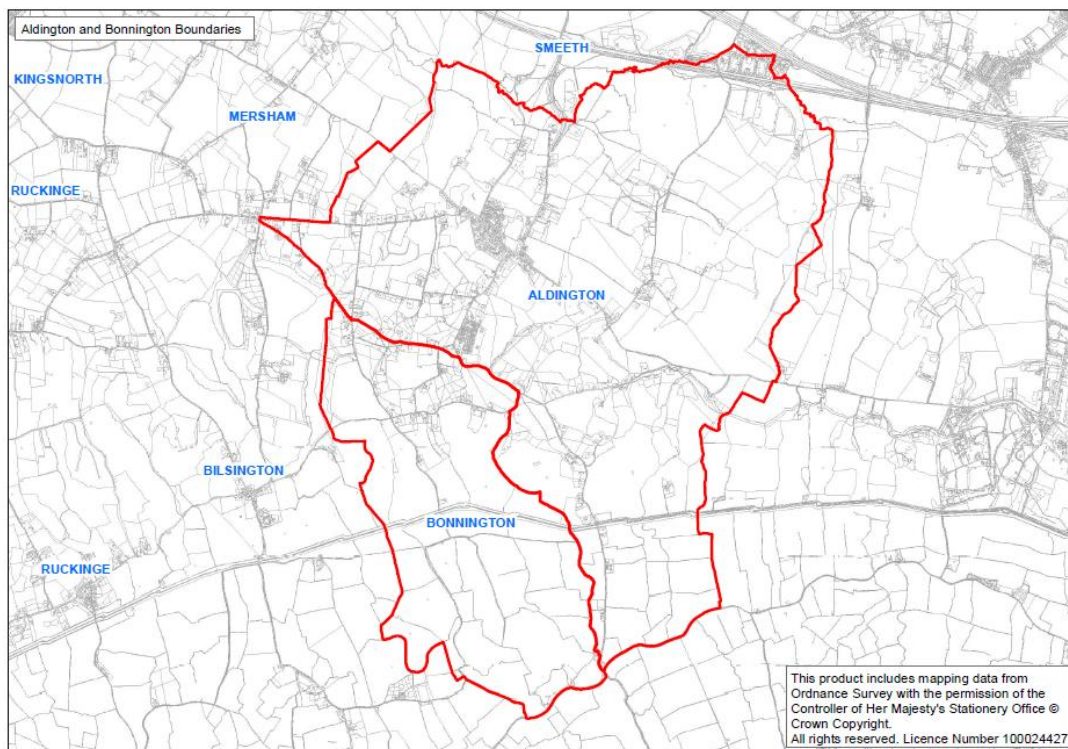 Aldington and Bonnington Boundaries
SMEETH
KINGSNORTH
MERSHAM
RUCKINGE
ALDINGTON
BILSINGTON
BONNINGTON
RUCKINGE
This product includes mapping data from
Ordnance Survey with the permission of the
Controller of Her Majesty's Stationery Office ©
Crown Copyright.
All rights reserved. Licence Number 100024427